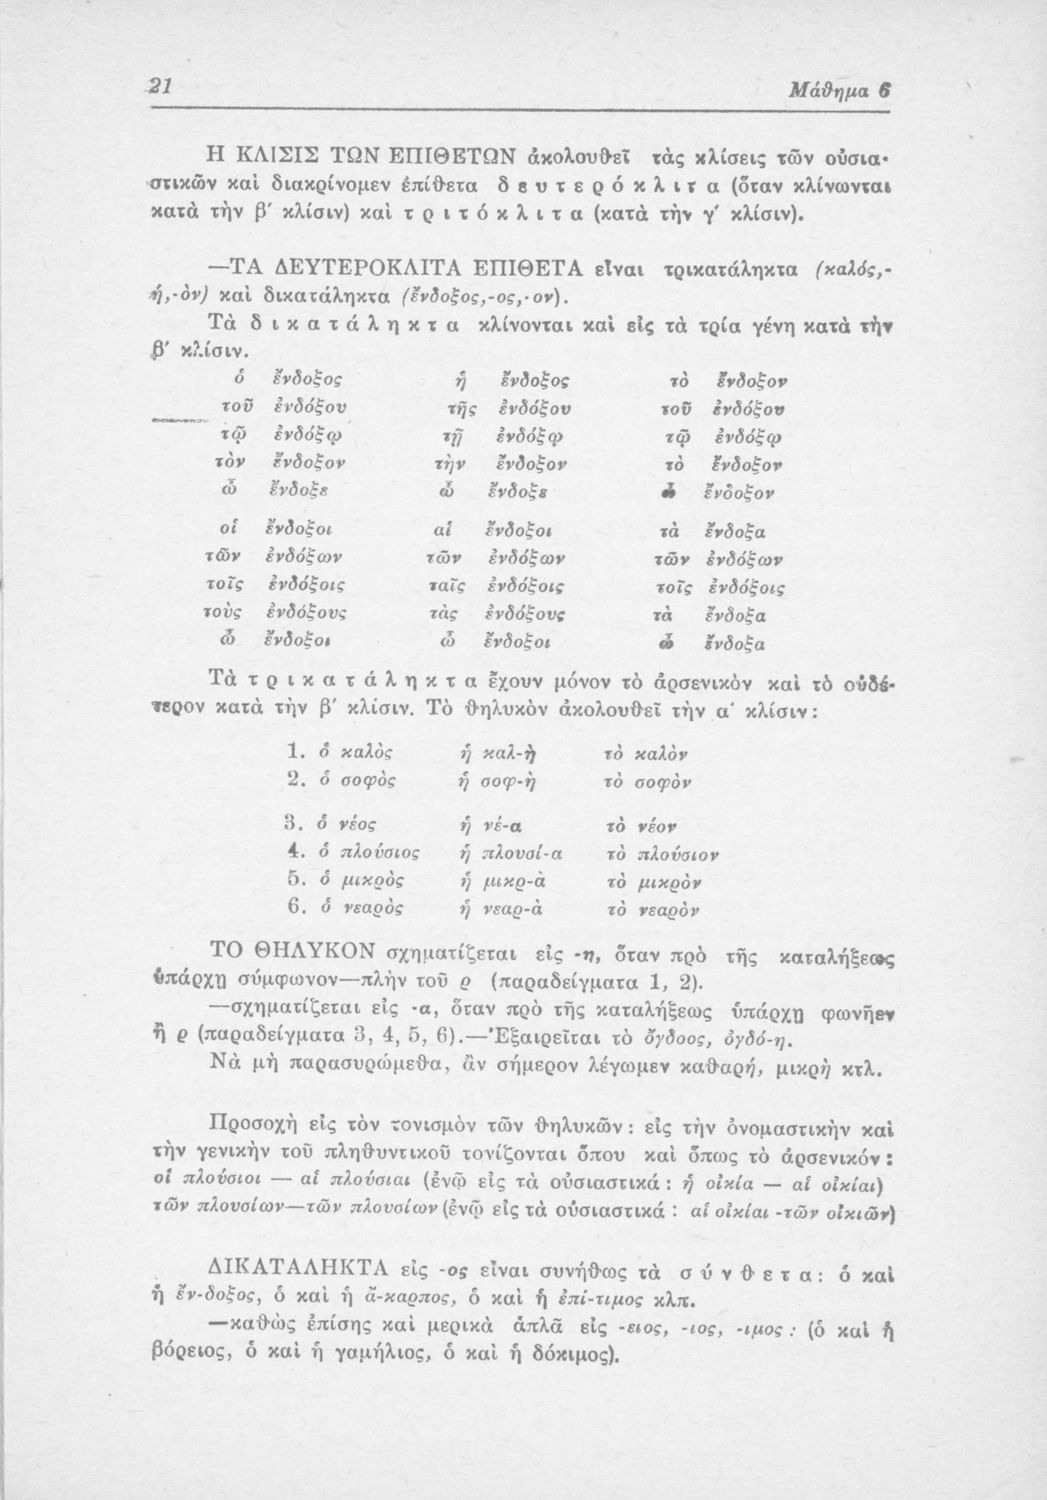 21 Μάθημα 6
Η ΚΛΙΣΙΣ ΤΩΝ ΕΠΙΘΕΤΩΝ ἀκολουθεῖ τὰς κλίσεις τῶν οὐσια-
στικῶν καὶ διακρίνομεν ἐπίθετα δ ε υ τ ε ρ ό κ λ ι τ α (ὅταν κλίνωνται
κατὰ τὴν β' κλίσιν) καὶ τ ρ ι τ ό κ λ ι τ α (κατὰ τὴν γ' κλίσιν).
—ΤΑ ΔΕΥΤΕΡΟΚΛΙΤΑ ΕΠΙΘΕΤΑ εἶναι τρικατάληκτα (καλός,-
ή,-όν) καὶ δικατάληκτα (ἔνδοξος,-ος,-ον).
Τὰ δ ι κ α τ ά λ η κ τ α κλίνονται καὶ εἰς τὰ τρία γένη κατὰ τὴν
β' κλίσιν.
ὁ ἔνδοξος ἡ ἔνδοξος τὸ ἔνδοξον
τοῦ ἐνδόξου τῆς ἐνδόξου τοῦ ἐνδόξου
τῷ ἐνδόξῳ τῇ ἐνδόξῳ τῷ ἐνδόξῳ
τὸν ἔνδοξον τὴν ἔνδοξον τὸ ἔνδοξον
ὦ ἔνδοξε ὦ ἔνδοξε ὦ ἔνδοξον
οἱ ἔνδοξοι αἱ ἔνδοξοι τὰ ἔνδοξα
τῶν ἐνδόξων τῶν ἐνδόξων τῶν ἐνδόξων
τοῖς ἐνδόξοις ταῖς ἐνδόξοις τοῖς ἐνδόξοις
τοὺς ἐνδόξους τὰς ἐνδόξους τὰ ἔνδοξα
ὦ ἔνδοξοι ὦ ἔνδοξοι ὦ ἔνδοξα
Τὰ τ ρ ι κ α τ ά λ η κ τ α ἔχουν μόνον τὸ ἀρσενικὸν καὶ τὸ οὐδέ-
τερον κατὰ τὴν β' κλίσιν. Τὸ θηλυκὸν ἀκολουθεῖ τὴν α' κλίσιν:
1. ὁ καλὸς ἡ καλ-ὴ τὸ καλὸν
2. ὁ σοφὸς ἡ σοφ-ὴ τὸ σοφὸν
3. ὁ νέος ἡ νέ-α τὸ νέον
4. ὁ πλούσιος ἡ πλουσί-α τὸ πλούσιον
5. ὁ μικρὸς ἡ μικρ-ὰ τὸ μικρὸν
6. ὁ νεαρὸς ἡ νεαρ-ὰ τὸ νεαρὸν
ΤΟ ΘΗΛΥΚΟΝ σχηματίζεται εἰς -η, ὅταν πρὸ τῆς καταλήξεως
ὑπάρχῃ σύμφωνον—πλὴν τοῦ ρ (παραδείγματα 1, 2).
—σχηματίζεται εἰς -α, ὅταν πρὸ τῆς καταλήξεως ὑπάρχῃ φωνῆεν
ἢ ρ (παραδείγματα 3, 4, 5, 6).—Ἐξαιρεῖται τὸ ὄγδοος, ὀγδό-η.
Νὰ μὴ παρασυρώμεθα, ἂν σήμερον λέγωμεν καθαρή, μικρὴ κτλ.
Προσοχὴ εἰς τὸν τονισμὸν τῶν θηλυκῶν: εἰς τὴν ὀνομαστικὴν καὶ
τὴν γενικὴν τοῦ πληθυντικοῦ τονίζονται ὅπου καὶ ὅπως τὸ ἀρσενικόν:
οἱ πλούσιοι — αἱ πλούσιαι (ἐνῷ εἰς τὰ οὐσιαστικά: ἡ οἰκία — αἱ οἰκίαι)
τῶν πλουσίων—τῶν πλουσίων (ἐνῷ εἰς τὰ οὐσιαστικά: αἱ οἰκίαι -τῶν οἰκιῶν)
ΔΙΚΑΤΑΛΗΚΤΑ εἰς -ος εἶναι συνήθως τὰ σ ύ ν θ ε τ α: ὁ καὶ
ἡ ἔν-δοξος, ὁ καὶ ἡ ἄ-καρπος, ὁ καὶ ἡ ἐπί-τιμος κλπ.
—καθὼς ἐπίσης καὶ μερικὰ ἁπλᾶ εἰς -ειος, -ιος, -ιμος: (ὁ καὶ ἡ
βόρειος, ὁ καὶ ἡ γαμήλιος, ὁ καὶ ἡ δόκιμος).